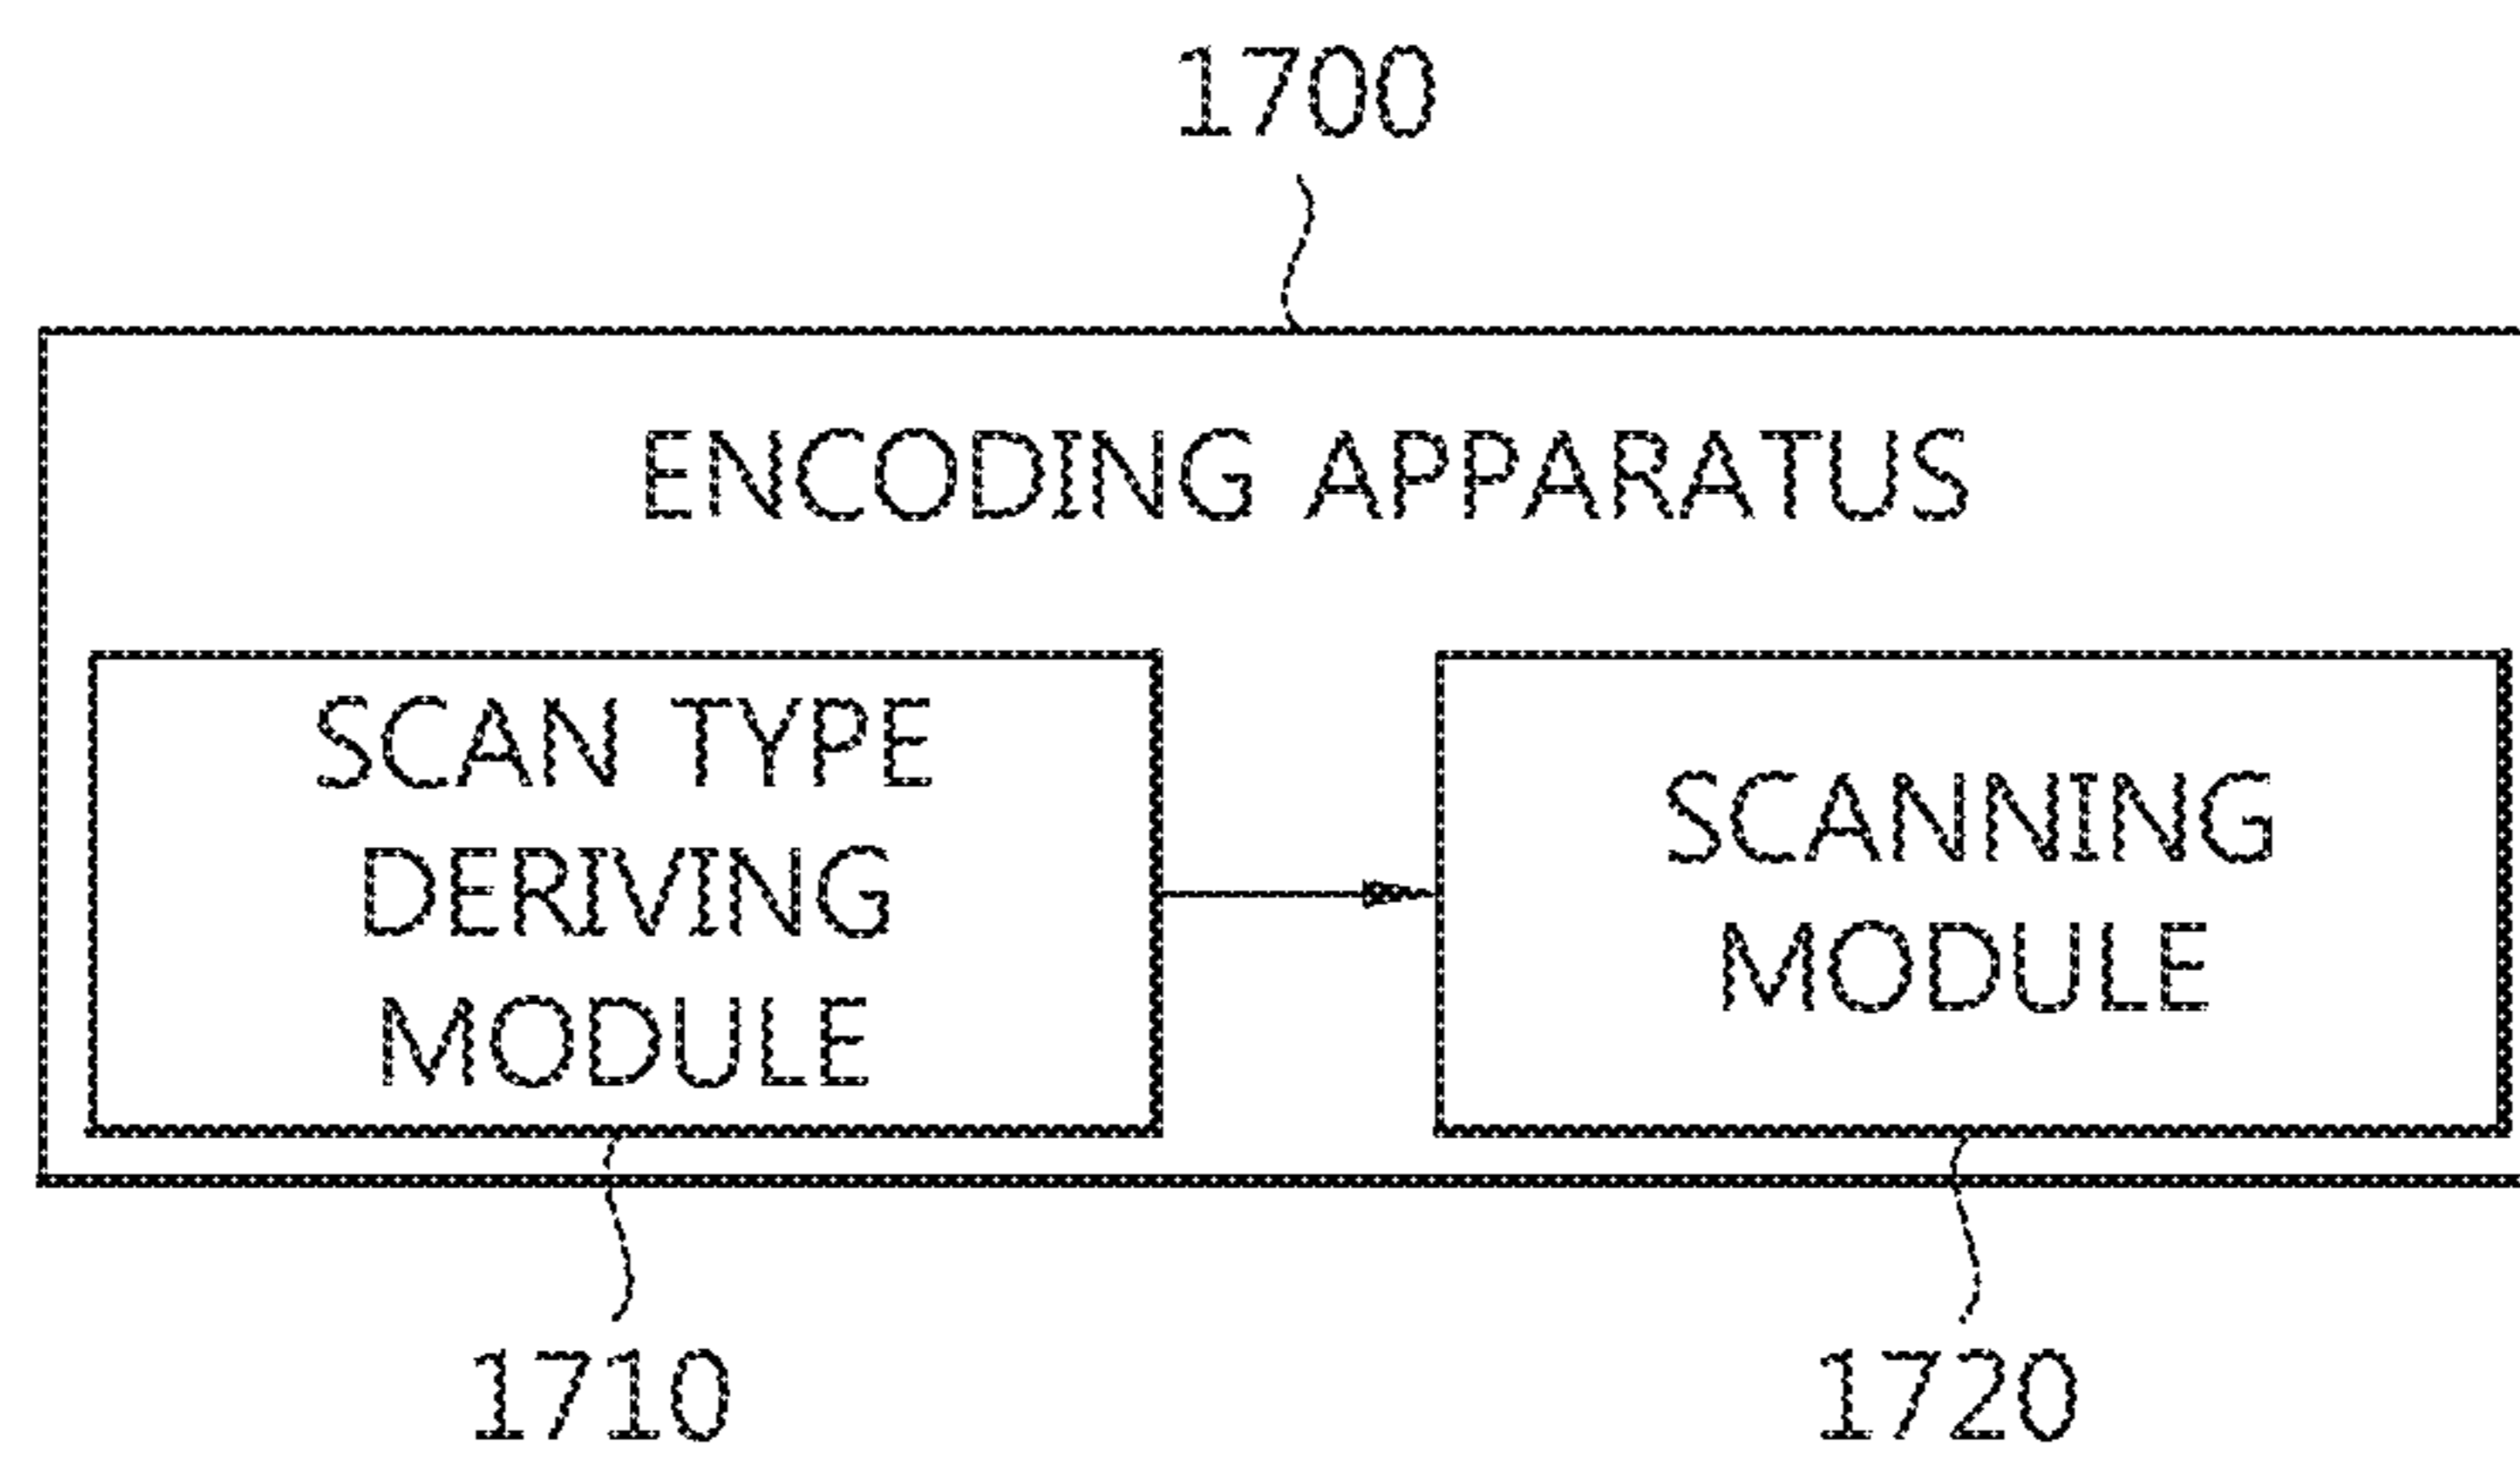 1700
ENCODING APPARATUS
SCAN TYPE
DERIVING
MODULE
SCANNING
MODULE
1710
1720